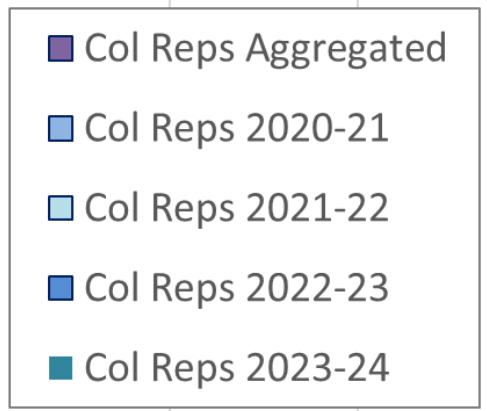 Col Reps Aggregated
Col Reps 2020-21
Col Reps 2021-22
Col Reps 2022-23
Col Reps 2023-24